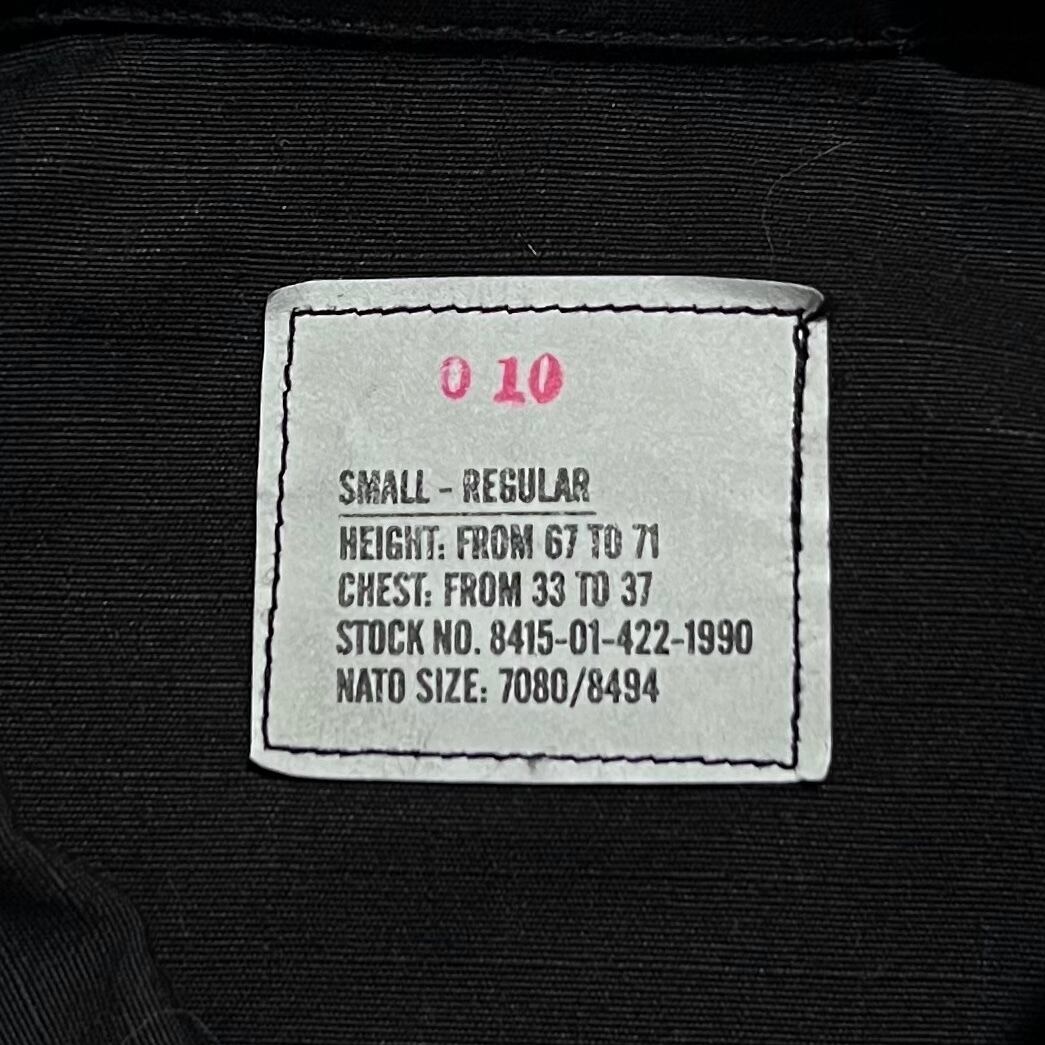 0 10
SMALL - REGULAR
HEIGHT: FROM 67 TO 71
CHEST: FROM 33 TO 37
STOCK NO. 8415-01-422-1990
NATO SIZE: 7080/8494